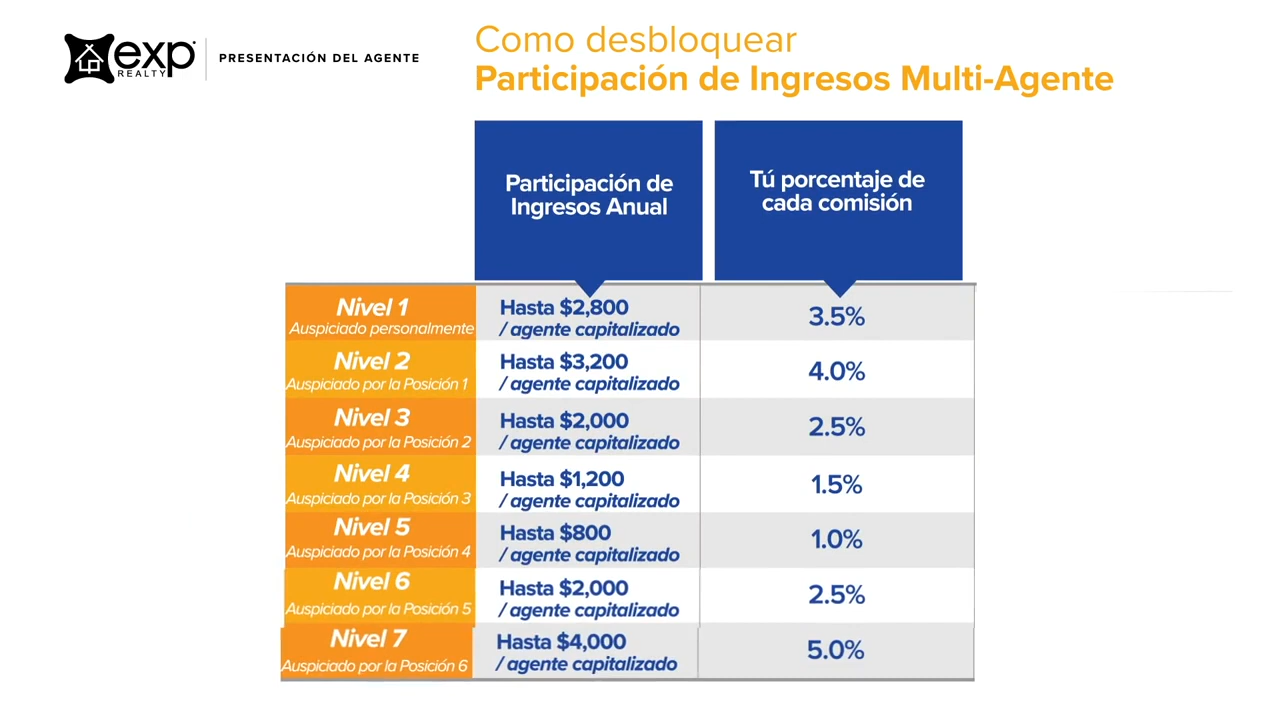 exp
REALTY
PRESENTACIÓN DEL AGENTE
Como desbloquear
Participación de Ingresos Multi-Agente
Participación de
Ingresos Anual
Tú porcentaje de
cada comisión
Nivel 1
Auspiciado personalmente
Hasta $2,800
/ agente capitalizado
3.5%
Nivel 2
Auspiciado por la Posición 1
Hasta $3,200
/ agente capitalizado
4.0%
Nivel 3
Auspiciado por la Posición 2
Hasta $2,000
/ agente capitalizado
2.5%
Nivel 4
Auspiciado por la Posición 3
Hasta $1,200
/ agente capitalizado
1.5%
Nivel 5
Auspiciado por la Posición 4
Hasta $800
/ agente capitalizado
1.0%
Nivel 6
Auspiciado por la Posición 5
Hasta $2,000
/ agente capitalizado
2.5%
Nivel 7
Auspiciado por la Posición 6
Hasta $4,000
/ agente capitalizado
5.0%